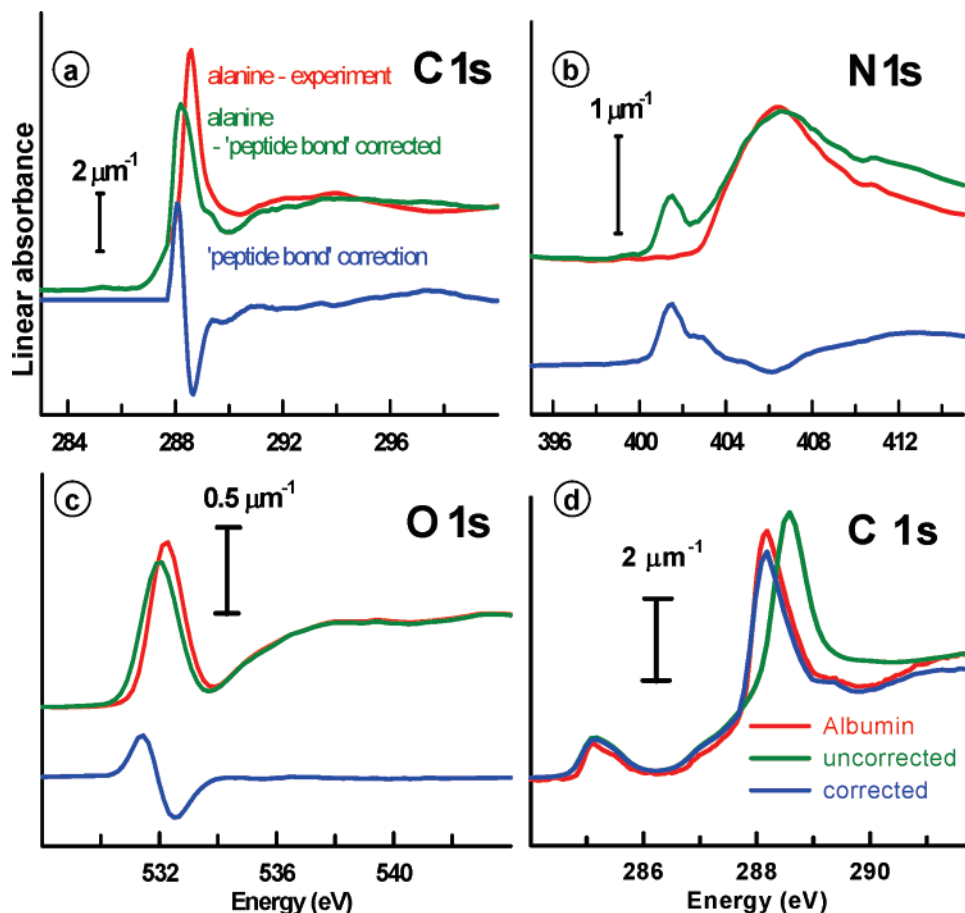 a
C 1s
alanine - experiment
alanine
- 'peptide bond' corrected
2 µm⁻¹
'peptide bond' correction
Linear absorbance
284 288 292 296
b
N 1s
1 µm⁻¹
396 400 404 408 412
c
O 1s
0.5 µm⁻¹
532 536 540
Energy (eV)
d
C 1s
2 µm⁻¹
Albumin
uncorrected
corrected
286 288 290
Energy (eV)